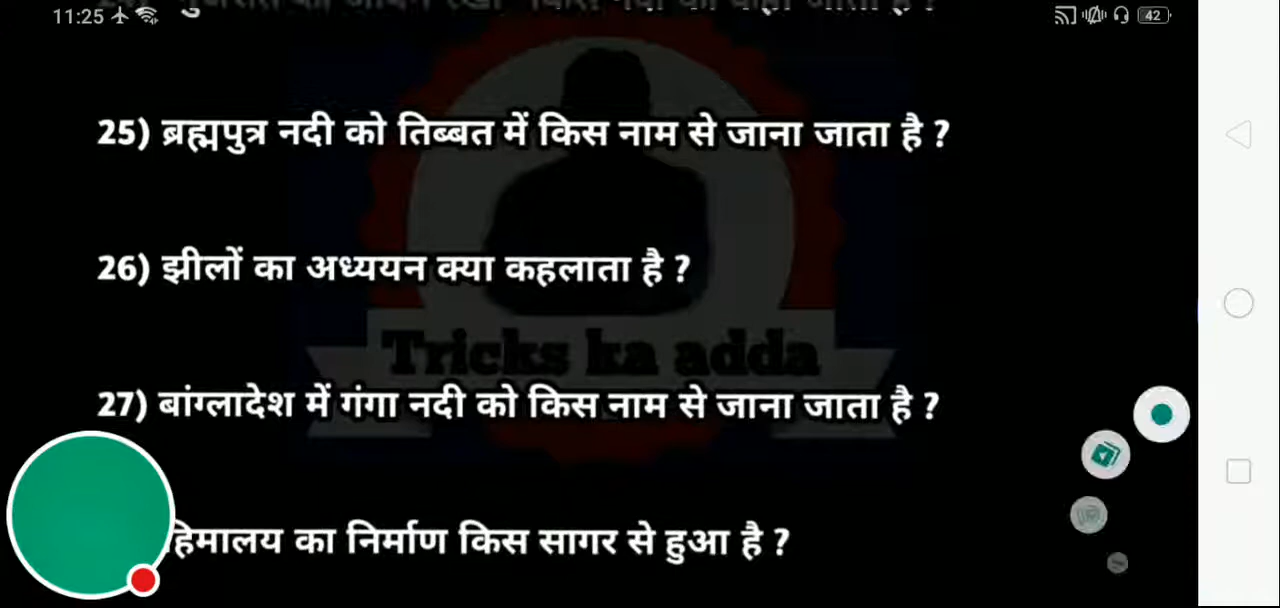 11:25
42
25) ब्रह्मपुत्र नदी को तिब्बत में किस नाम से जाना जाता है ?
26) झीलों का अध्ययन क्या कहलाता है ?
Tricks ka adda
27) बांग्लादेश में गंगा नदी को किस नाम से जाना जाता है ?
हिमालय का निर्माण किस सागर से हुआ है ?